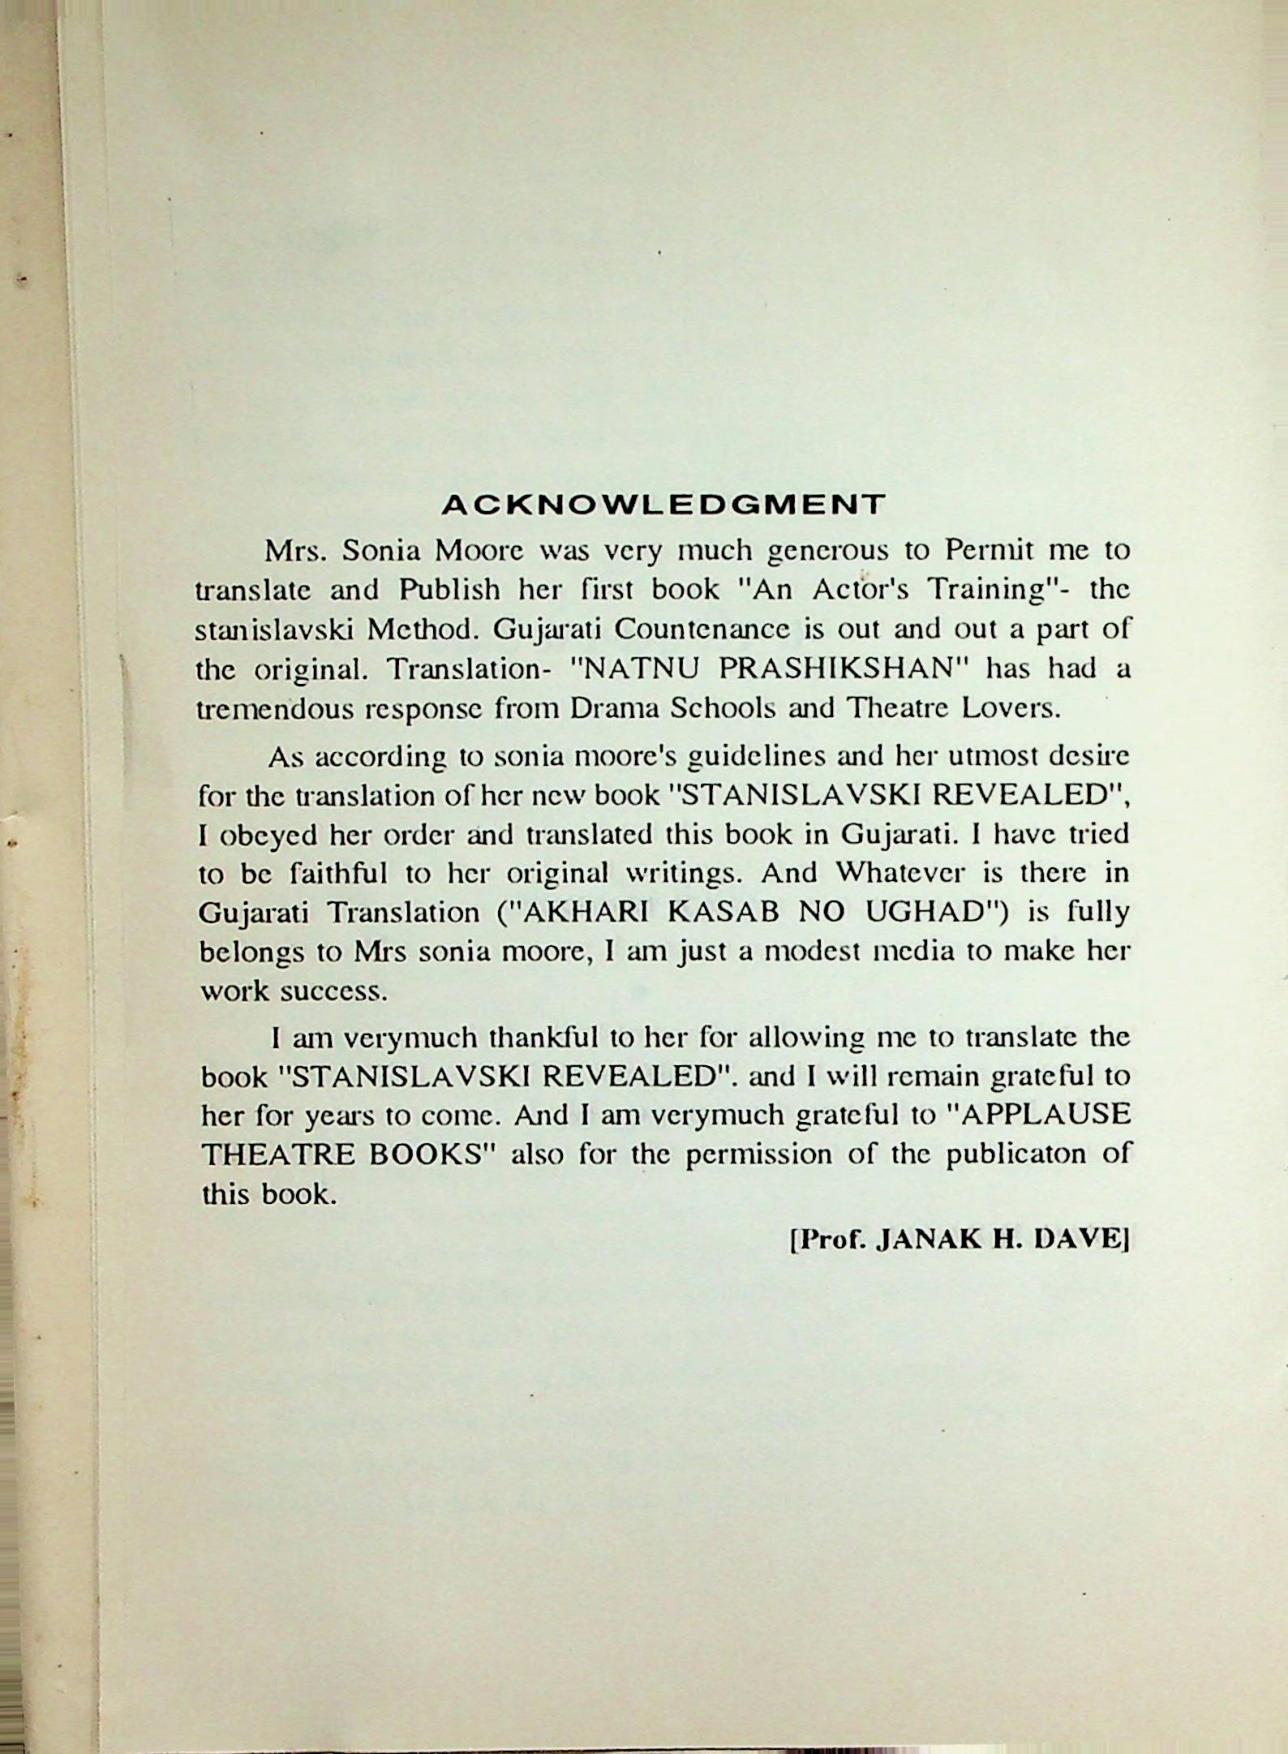 ACKNOWLEDGMENT
Mrs. Sonia Moore was very much generous to Permit me to
translate and Publish her first book "An Actor's Training"- the
stanislavski Method. Gujarati Countenance is out and out a part of
the original. Translation- "NATNU PRASHIKSHAN" has had a
tremendous response from Drama Schools and Theatre Lovers.
As according to sonia moore's guidelines and her utmost desire
for the translation of her new book "STANISLAVSKI REVEALED",
I obeyed her order and translated this book in Gujarati. I have tried
to be faithful to her original writings. And Whatever is there in
Gujarati Translation ("AKHARI KASAB NO UGHAD") is fully
belongs to Mrs sonia moore, I am just a modest media to make her
work success.
I am verymuch thankful to her for allowing me to translate the
book "STANISLAVSKI REVEALED". and I will remain grateful to
her for years to come. And I am verymuch grateful to "APPLAUSE
THEATRE BOOKS" also for the permission of the publicaton of
this book.
[Prof. JANAK H. DAVE]